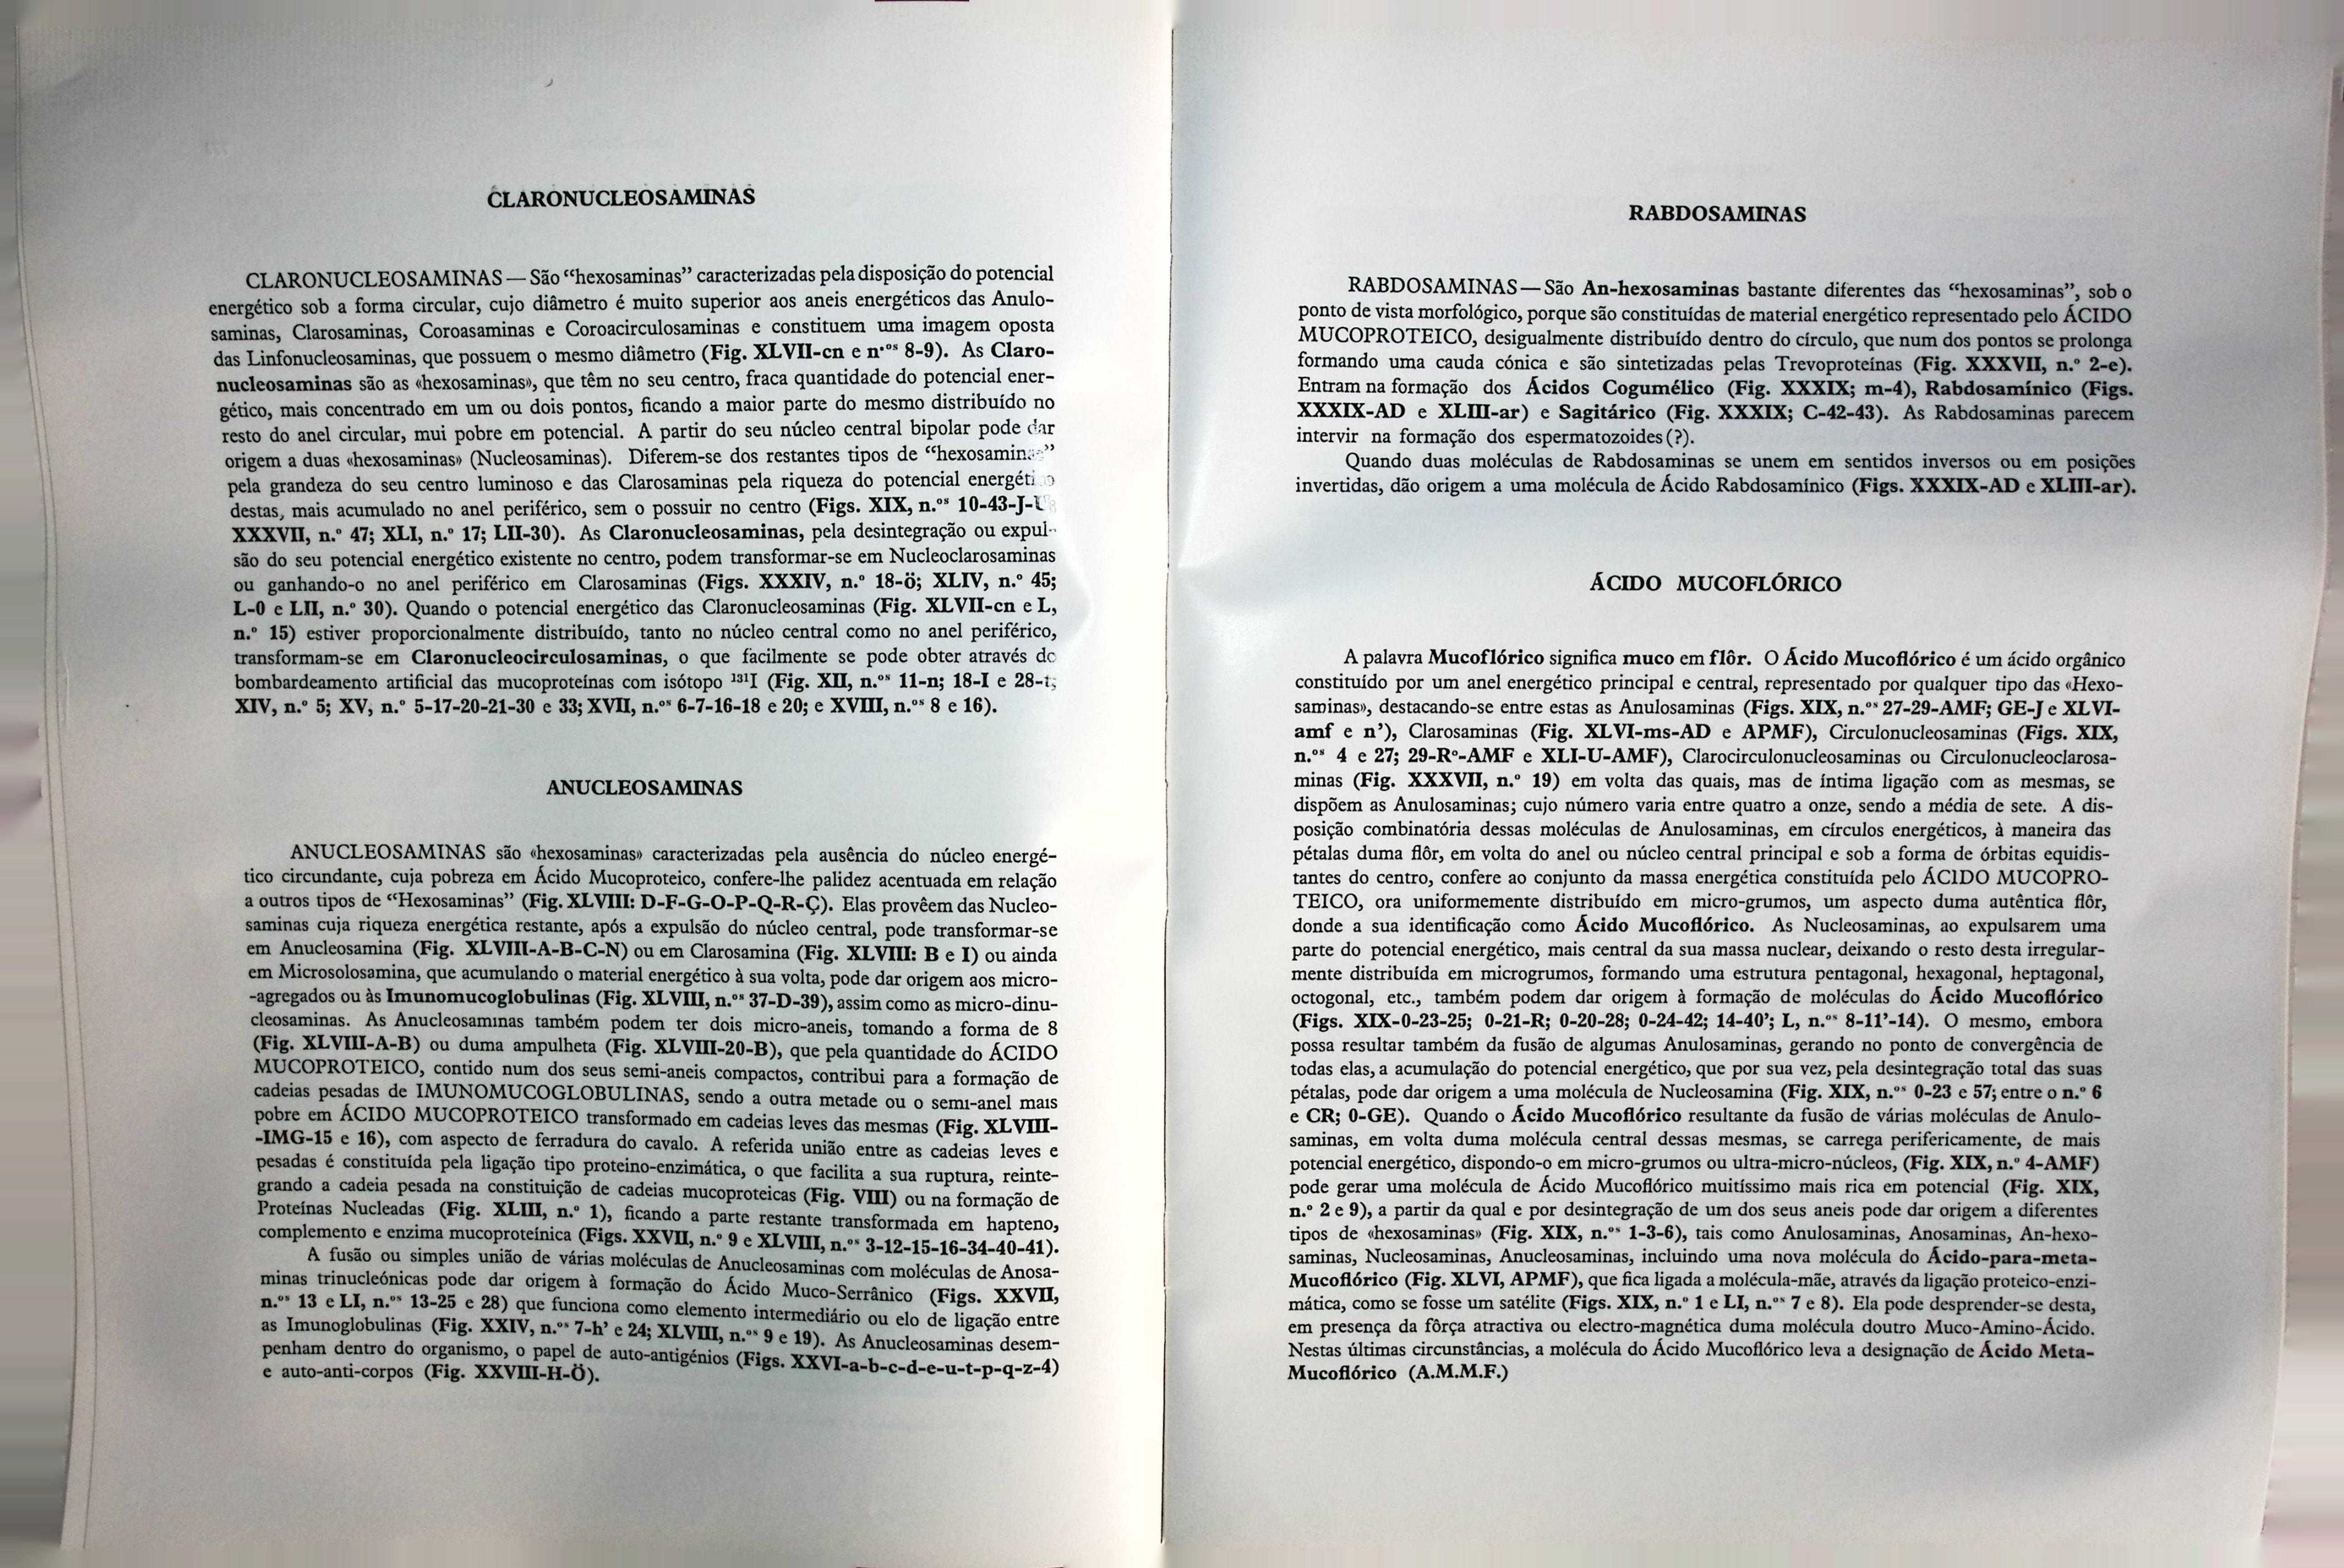 CLARONUCLEOSAMINAS
CLARONUCLEOSAMINAS — São “hexosaminas” caracterizadas pela disposição do potencial
energético sob a forma circular, cujo diâmetro é muito superior aos aneis energéticos das Anulo-
saminas, Clarosaminas, Coroasaminas e Coroacirculosaminas e constituem uma imagem oposta
das Linfonucleosaminas, que possuem o mesmo diâmetro (Fig. XLVII-cn e n.ºˢ 8-9). As Claro-
nucleosaminas são as «hexosaminas», que têm no seu centro, fraca quantidade do potencial ener-
gético, mais concentrado em um ou dois pontos, ficando a maior parte do mesmo distribuído no
resto do anel circular, mui pobre em potencial. A partir do seu núcleo central bipolar pode dar
origem a duas «hexosaminas» (Nucleosaminas). Diferem-se dos restantes tipos de “hexosaminas”
pela grandeza do seu centro luminoso e das Clarosaminas pela riqueza do potencial energético
destas, mais acumulado no anel periférico, sem o possuir no centro (Figs. XIX, n.ºˢ 10-43-J-
XXXVII, n.º 47; XLI, n.º 17; LII-30). As Claronucleosaminas, pela desintegração ou expul-
são do seu potencial energético existente no centro, podem transformar-se em Nucleoclarosaminas
ou ganhando-o no anel periférico em Clarosaminas (Figs. XXXIV, n.º 18-ö; XLIV, n.º 45;
L-0 e LII, n.º 30). Quando o potencial energético das Claronucleosaminas (Fig. XLVII-cn e L,
n.º 15) estiver proporcionalmente distribuído, tanto no núcleo central como no anel periférico,
transformam-se em Claronucleocirculosaminas, o que facilmente se pode obter através do
bombardeamento artificial das mucoproteínas com isótopo ¹³¹I (Fig. XII, n.ºˢ 11-n; 18-I e 28-t;
XIV, n.º 5; XV, n.º 5-17-20-21-30 e 33; XVII, n.ºˢ 6-7-16-18 e 20; e XVIII, n.ºˢ 8 e 16).
ANUCLEOSAMINAS
ANUCLEOSAMINAS são «hexosaminas» caracterizadas pela ausência do núcleo energé-
tico circundante, cuja pobreza em Ácido Mucoproteico, confere-lhe palidez acentuada em relação
a outros tipos de “Hexosaminas” (Fig. XLVIII: D-F-G-O-P-Q-R-Ç). Elas provêem das Nucleo-
saminas cuja riqueza energética restante, após a expulsão do núcleo central, pode transformar-se
em Anucleosamina (Fig. XLVIII-A-B-C-N) ou em Clarosamina (Fig. XLVIII: B e I) ou ainda
em Microsolosamina, que acumulando o material energético à sua volta, pode dar origem aos micro-
-agregados ou às Imunomucoglobulinas (Fig. XLVIII, n.ºˢ 37-D-39), assim como as micro-dinu-
cleosaminas. As Anucleosaminas também podem ter dois micro-aneis, tomando a forma de 8
(Fig. XLVIII-A-B) ou duma ampulheta (Fig. XLVIII-20-B), que pela quantidade do ÁCIDO
MUCOPROTEICO, contido num dos seus semi-aneis compactos, contribui para a formação de
cadeias pesadas de IMUNOMUCOGLOBULINAS, sendo a outra metade ou o semi-anel mais
pobre em ÁCIDO MUCOPROTEICO transformado em cadeias leves das mesmas (Fig. XLVIII-
-IMG-15 e 16), com aspecto de ferradura do cavalo. A referida união entre as cadeias leves e
pesadas é constituída pela ligação tipo proteino-enzimática, o que facilita a sua ruptura, reinte-
grando a cadeia pesada na constituição de cadeias mucoproteicas (Fig. VIII) ou na formação de
Proteínas Nucleadas (Fig. XLIII, n.º 1), ficando a parte restante transformada em hapteno,
complemento e enzima mucoproteínica (Figs. XXVII, n.º 9 e XLVIII, n.ºˢ 3-12-15-16-34-40-41).
A fusão ou simples união de várias moléculas de Anucleosaminas com moléculas de Anosa-
minas trinucleónicas pode dar origem à formação do Ácido Muco-Serrânico (Figs. XXVII,
n.ºˢ 13 e LI, n.ºˢ 13-25 e 28) que funciona como elemento intermediário ou elo de ligação entre
as Imunoglobulinas (Fig. XXIV, n.ºˢ 7-h’ e 24; XLVIII, n.ºˢ 9 e 19). As Anucleosaminas desem-
penham dentro do organismo, o papel de auto-antigénios (Figs. XXVI-a-b-c-d-e-u-t-p-q-z-4)
e auto-anti-corpos (Fig. XXVIII-H-Ö).
RABDOSAMINAS
RABDOSAMINAS — São An-hexosaminas bastante diferentes das “hexosaminas”, sob o
ponto de vista morfológico, porque são constituídas de material energético representado pelo ÁCIDO
MUCOPROTEICO, desigualmente distribuído dentro do círculo, que num dos pontos se prolonga
formando uma cauda cónica e são sintetizadas pelas Trevoproteínas (Fig. XXXVII, n.º 2-e).
Entram na formação dos Ácidos Cogumélico (Fig. XXXIX; m-4), Rabdosamínico (Figs.
XXXIX-AD e XLIII-ar) e Sagitárico (Fig. XXXIX; C-42-43). As Rabdosaminas parecem
intervir na formação dos espermatozoides (?).
Quando duas moléculas de Rabdosaminas se unem em sentidos inversos ou em posições
invertidas, dão origem a uma molécula de Ácido Rabdosamínico (Figs. XXXIX-AD e XLIII-ar).
ÁCIDO MUCOFLÓRICO
A palavra Mucoflórico significa muco em flôr. O Ácido Mucoflórico é um ácido orgânico
constituído por um anel energético principal e central, representado por qualquer tipo das «Hexo-
saminas», destacando-se entre estas as Anulosaminas (Figs. XIX, n.ºˢ 27-29-AMF; GE-J e XLVI-
amf e n’), Clarosaminas (Fig. XLVI-ms-AD e APMF), Circulonucleosaminas (Figs. XIX,
n.ºˢ 4 e 27; 29-Rº-AMF e XLI-U-AMF), Clarocirculonucleosaminas ou Circulonucleoclarosa-
minas (Fig. XXXVII, n.º 19) em volta das quais, mas de íntima ligação com as mesmas, se
dispõem as Anulosaminas; cujo número varia entre quatro a onze, sendo a média de sete. A dis-
posição combinatória dessas moléculas de Anulosaminas, em círculos energéticos, à maneira das
pétalas duma flôr, em volta do anel ou núcleo central principal e sob a forma de órbitas equidis-
tantes do centro, confere ao conjunto da massa energética constituída pelo ÁCIDO MUCOPRO-
TEICO, ora uniformemente distribuído em micro-grumos, um aspecto duma autêntica flôr,
donde a sua identificação como Ácido Mucoflórico. As Nucleosaminas, ao expulsarem uma
parte do potencial energético, mais central da sua massa nuclear, deixando o resto desta irregular-
mente distribuída em microgrumos, formando uma estrutura pentagonal, hexagonal, heptagonal,
octogonal, etc., também podem dar origem à formação de moléculas do Ácido Mucoflórico
(Figs. XIX-0-23-25; 0-21-R; 0-20-28; 0-24-42; 14-40’; L, n.ºˢ 8-11’-14). O mesmo, embora
possa resultar também da fusão de algumas Anulosaminas, gerando no ponto de convergência de
todas elas, a acumulação do potencial energético, que por sua vez, pela desintegração total das suas
pétalas, pode dar origem a uma molécula de Nucleosamina (Fig. XIX, n.ºˢ 0-23 e 57; entre o n.º 6
e CR; 0-GE). Quando o Ácido Mucoflórico resultante da fusão de várias moléculas de Anulo-
saminas, em volta duma molécula central dessas mesmas, se carrega perifericamente, de mais
potencial energético, dispondo-o em micro-grumos ou ultra-micro-núcleos, (Fig. XIX, n.º 4-AMF)
pode gerar uma molécula de Ácido Mucoflórico muitíssimo mais rica em potencial (Fig. XIX,
n.º 2 e 9), a partir da qual e por desintegração de um dos seus aneis pode dar origem a diferentes
tipos de «hexosaminas» (Fig. XIX, n.ºˢ 1-3-6), tais como Anulosaminas, Anosaminas, An-hexo-
saminas, Nucleosaminas, Anucleosaminas, incluindo uma nova molécula do Ácido-para-meta-
Mucoflórico (Fig. XLVI, APMF), que fica ligada a molécula-mãe, através da ligação proteico-enzi-
mática, como se fosse um satélite (Figs. XIX, n.º 1 e LI, n.ºˢ 7 e 8). Ela pode desprender-se desta,
em presença da fôrça atractiva ou electro-magnética duma molécula doutro Muco-Amino-Ácido.
Nestas últimas circunstâncias, a molécula do Ácido Mucoflórico leva a designação de Ácido Meta-
Mucoflórico (A.M.M.F.)